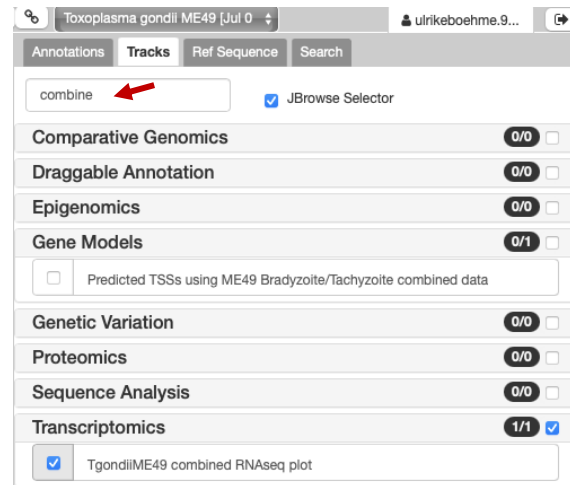 Toxoplasma gondii ME49 [Jul 0
ulrikeboehme.9...
Annotations Tracks Ref Sequence Search
combine
JBrowse Selector
Comparative Genomics 0/0
Draggable Annotation 0/0
Epigenomics 0/0
Gene Models 0/1
Predicted TSSs using ME49 Bradyzoite/Tachyzoite combined data
Genetic Variation 0/0
Proteomics 0/0
Sequence Analysis 0/0
Transcriptomics 1/1
TgondiiME49 combined RNAseq plot